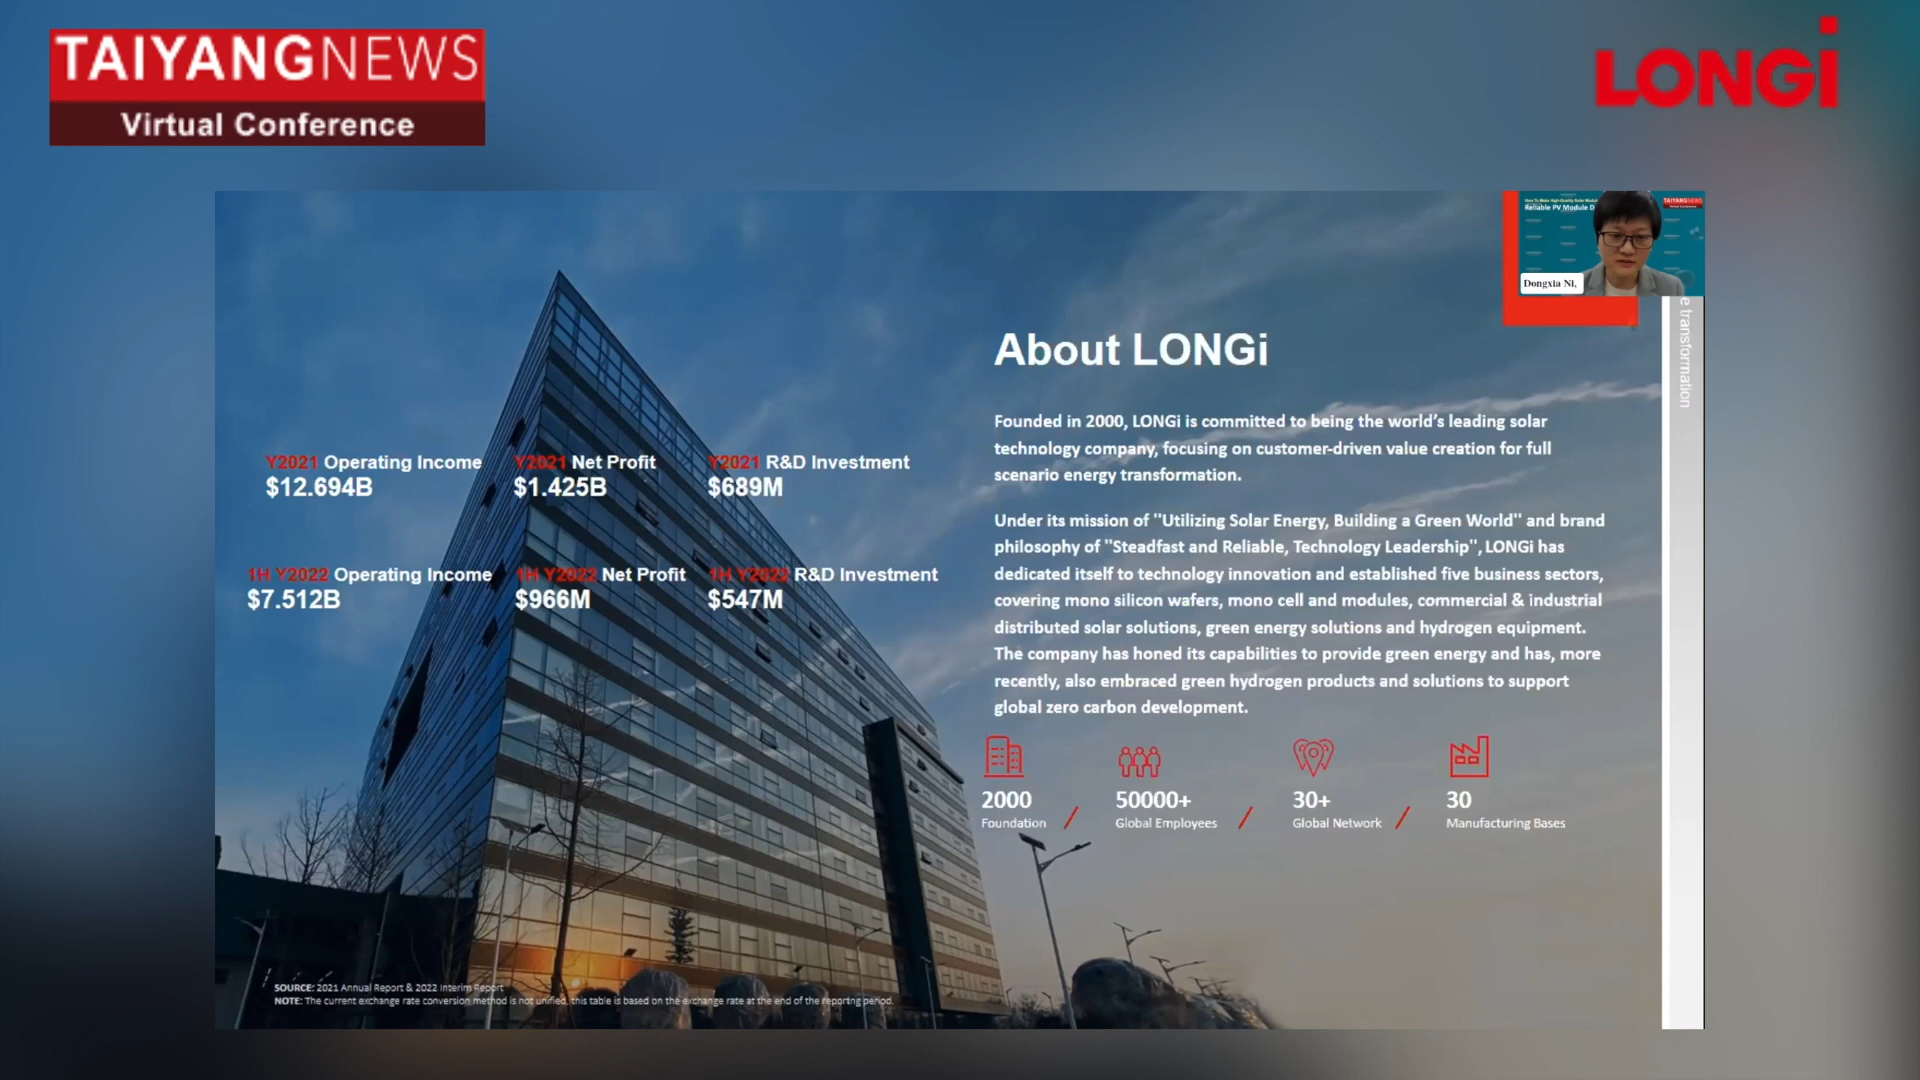 TAIYANGNEWS
Virtual Conference
LONGi
Reliable PV Module D
TAIYANGNEWS
Dongxia Ni,
e transformation
About LONGi
Founded in 2000, LONGi is committed to being the world's leading solar
technology company, focusing on customer-driven value creation for full
scenario energy transformation.
Under its mission of "Utilizing Solar Energy, Building a Green World" and brand
philosophy of "Steadfast and Reliable, Technology Leadership", LONGi has
dedicated itself to technology innovation and established five business sectors,
covering mono silicon wafers, mono cell and modules, commercial & industrial
distributed solar solutions, green energy solutions and hydrogen equipment.
The company has honed its capabilities to provide green energy and has, more
recently, also embraced green hydrogen products and solutions to support
global zero carbon development.
Y2021 Operating Income
$12.694B
Y2021 Net Profit
$1.425B
Y2021 R&D Investment
$689M
1H Y2022 Operating Income
$7.512B
1H Y2022 Net Profit
$966M
1H Y2022 R&D Investment
$547M
2000
Foundation
50000+
Global Employees
30+
Global Network
30
Manufacturing Bases
SOURCE: 2021 Annual Report & 2022 Interim Report
NOTE: The current exchange rate conversion method is not unified, this table is based on the exchange rate at the end of the reporting period.